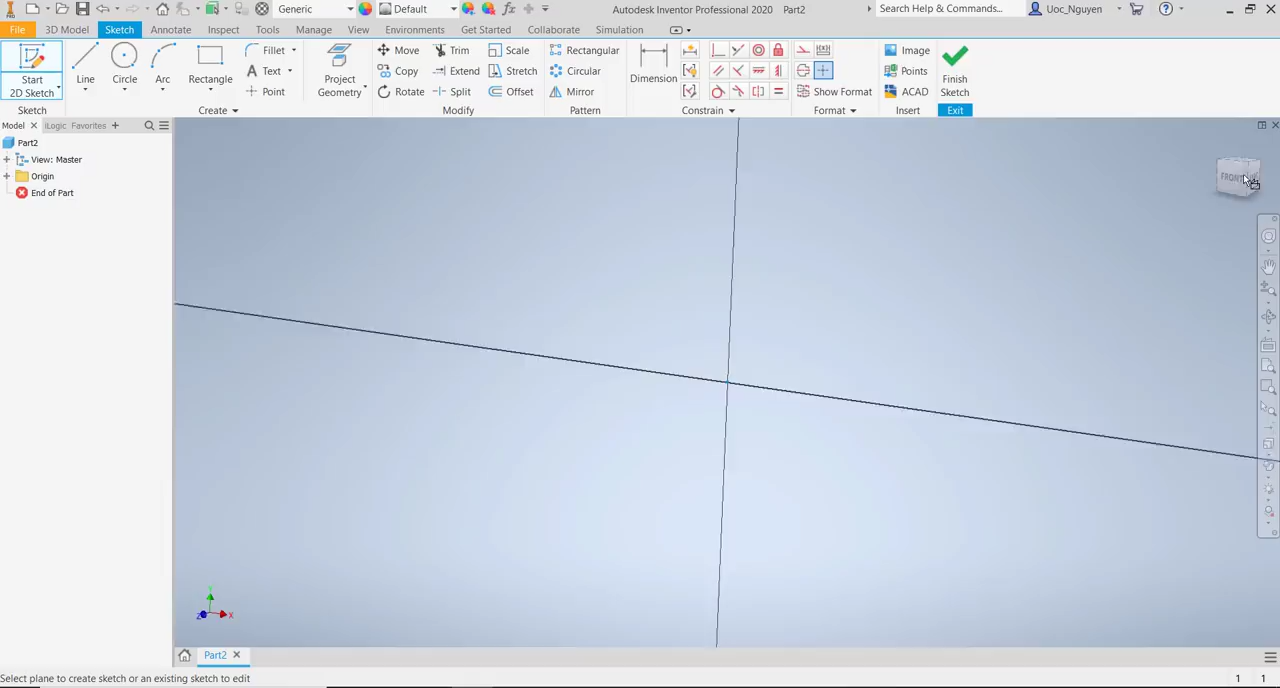 Generic
Default
Autodesk Inventor Professional 2020 Part2
Search Help & Commands...
Uoc_Nguyen
File
3D Model
Sketch
Annotate
Inspect
Tools
Manage
View
Environments
Get Started
Collaborate
Simulation
Start
2D Sketch
Line
Circle
Arc
Rectangle
Fillet
Text
Point
Project
Geometry
Move
Copy
Rotate
Trim
Extend
Split
Scale
Stretch
Offset
Rectangular
Circular
Mirror
Dimension
Show Format
Image
Points
ACAD
Finish
Sketch
Sketch
Create
Modify
Pattern
Constrain
Format
Insert
Exit
Model
iLogic
Favorites
Part2
View: Master
Origin
End of Part
FRONT
Y
Z
X
Part2
Select plane to create sketch or an existing sketch to edit
1
1